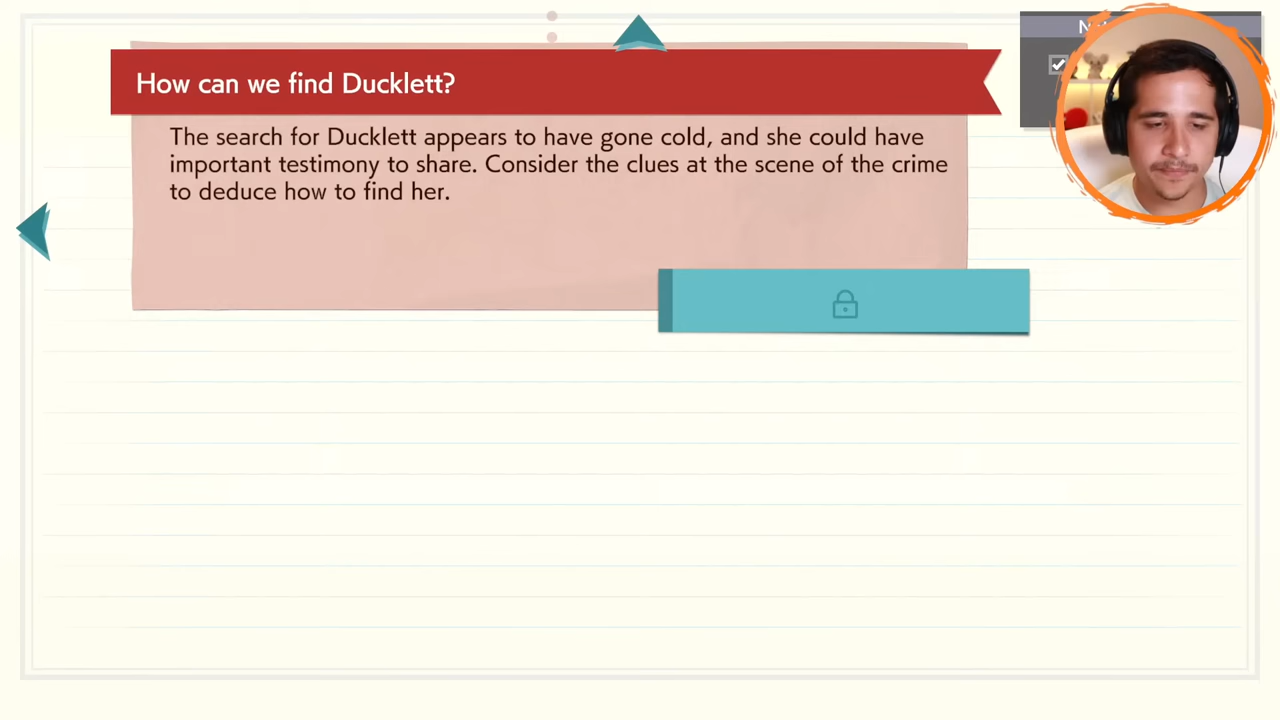 How can we find Ducklett?
The search for Ducklett appears to have gone cold, and she could have
important testimony to share. Consider the clues at the scene of the crime
to deduce how to find her.